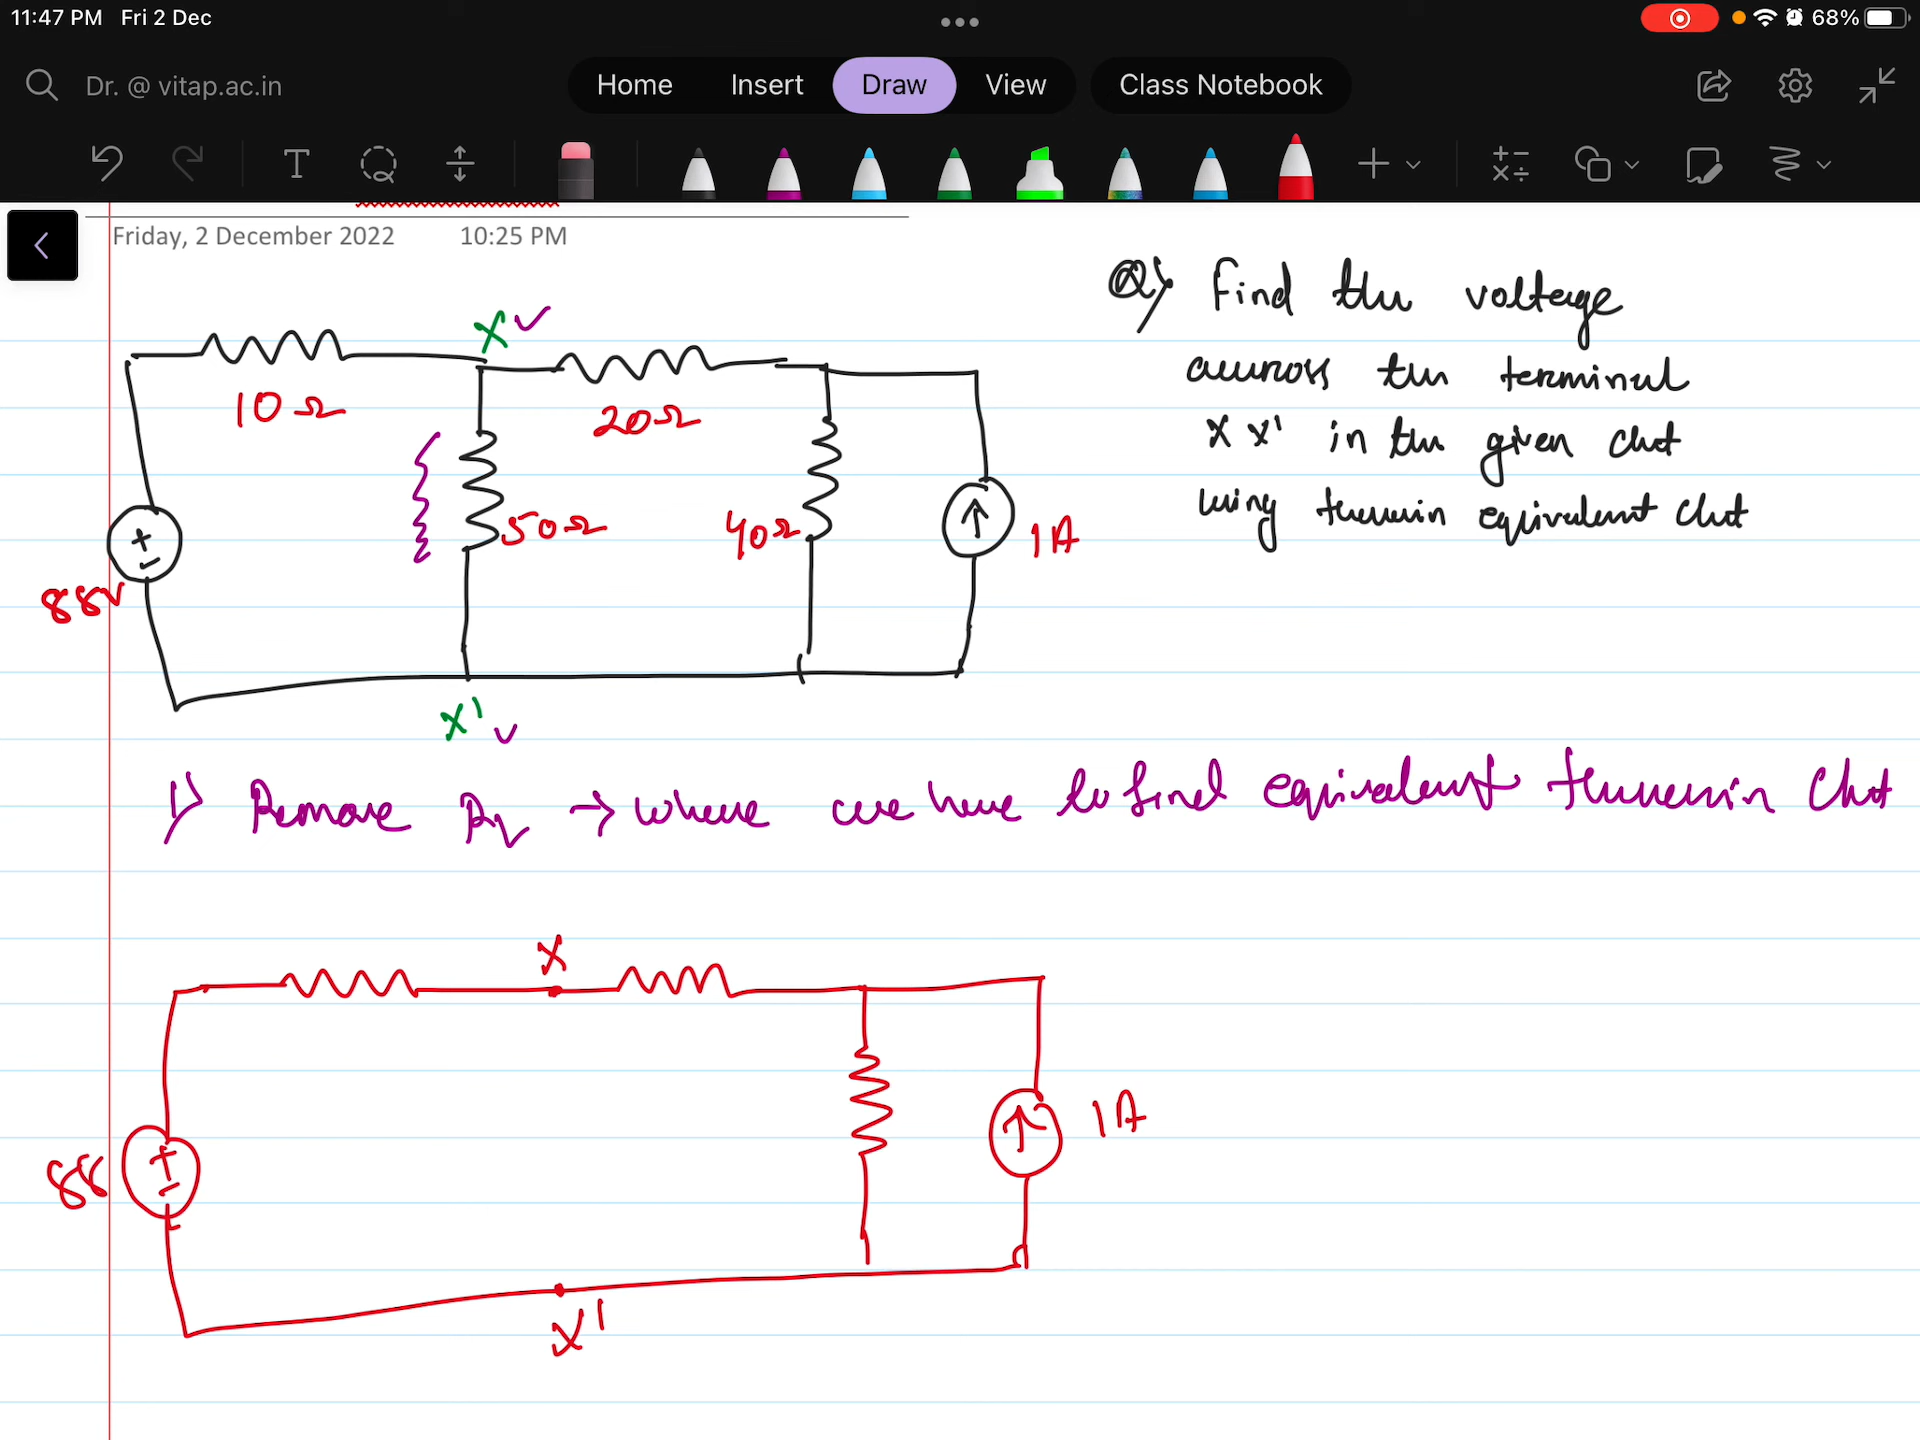 11:47 PM Fri 2 Dec
68%
Dr. @ vitap.ac.in
Home Insert Draw View Class Notebook
T
Friday, 2 December 2022 10:25 PM
Q) Find the voltage
accross the terminal
X X' in the given ckt
using thevenin equivalent ckt
X
10Ω
20Ω
50Ω
40Ω
1A
+
-
88V
X'
1) Remove RL → where we have to find equivalent thevenin Ckt
X
1A
88
+
-
X'